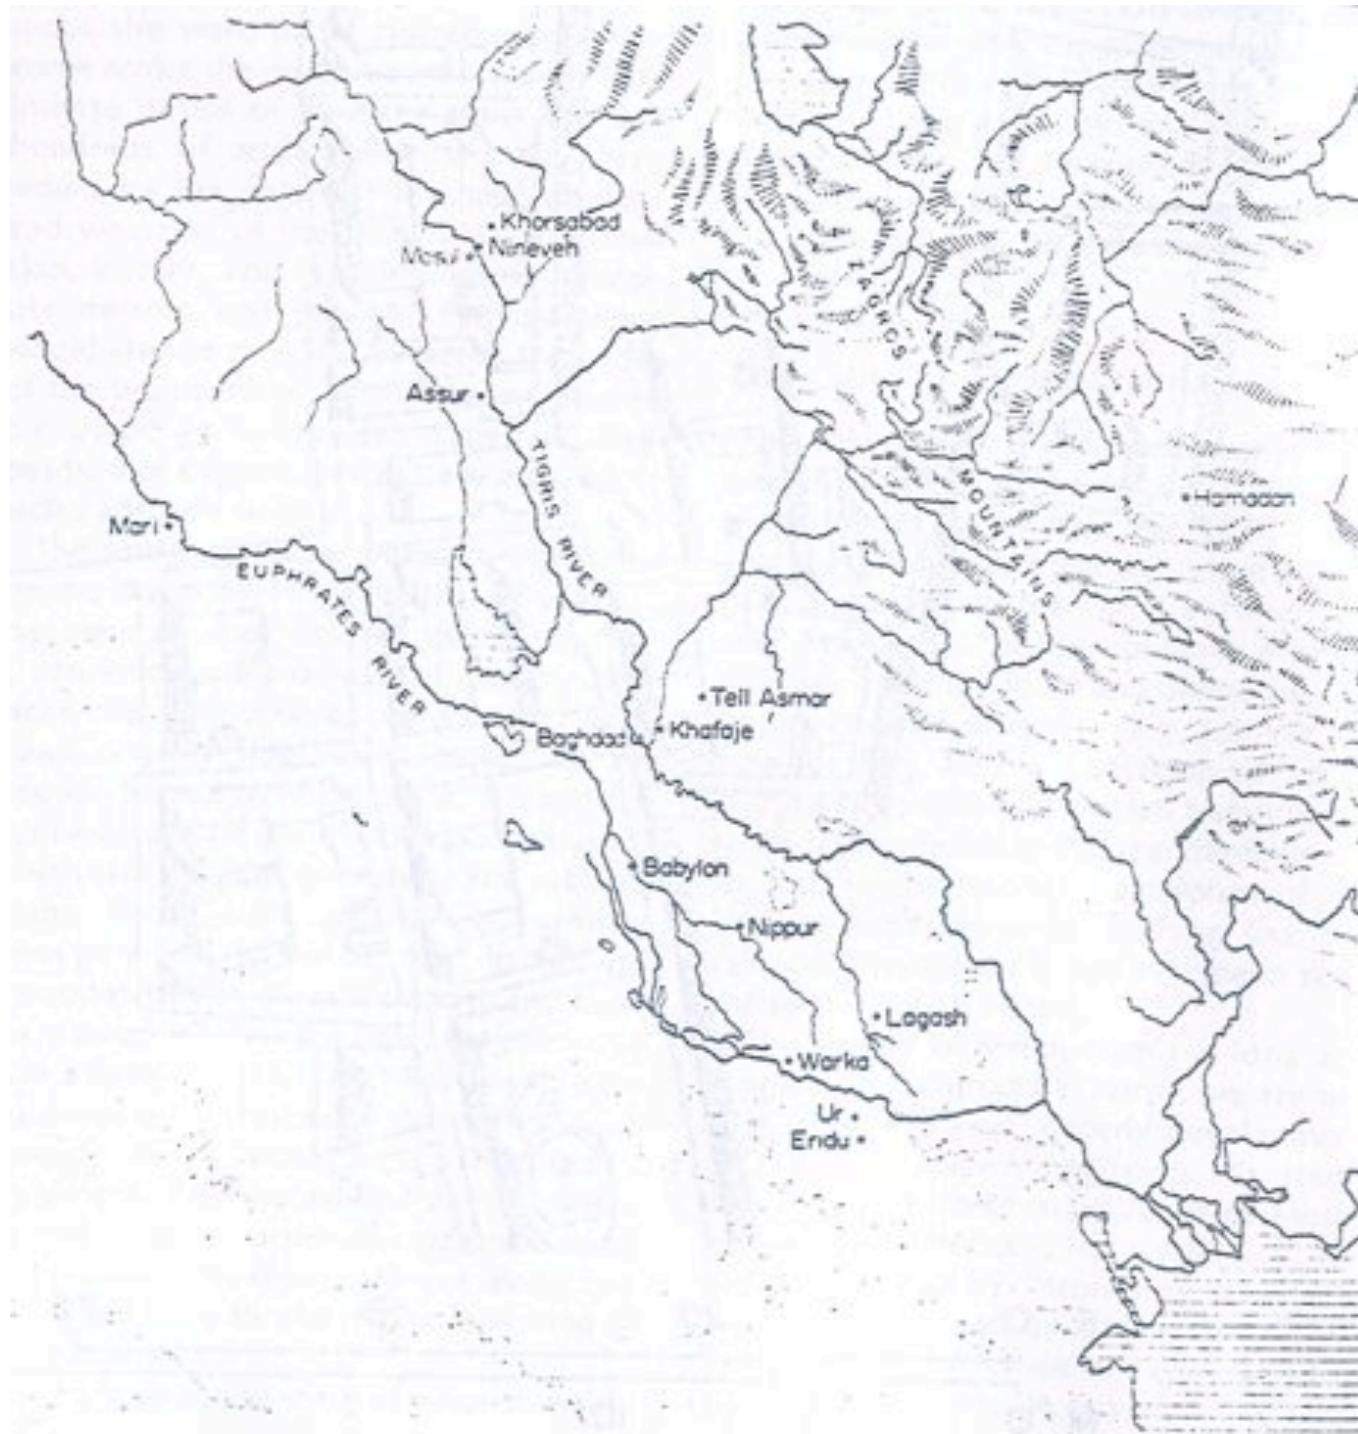 Khorsabad
Nineveh
Mosul
ZAGROS
Assur
TIGRIS
RIVER
MOUNTAINS
Hamadan
Mari
EUPHRATES
RIVER
Tell Asmar
Khafaje
Baghdad
Babylon
Nippur
Lagash
Warka
Ur
Eridu